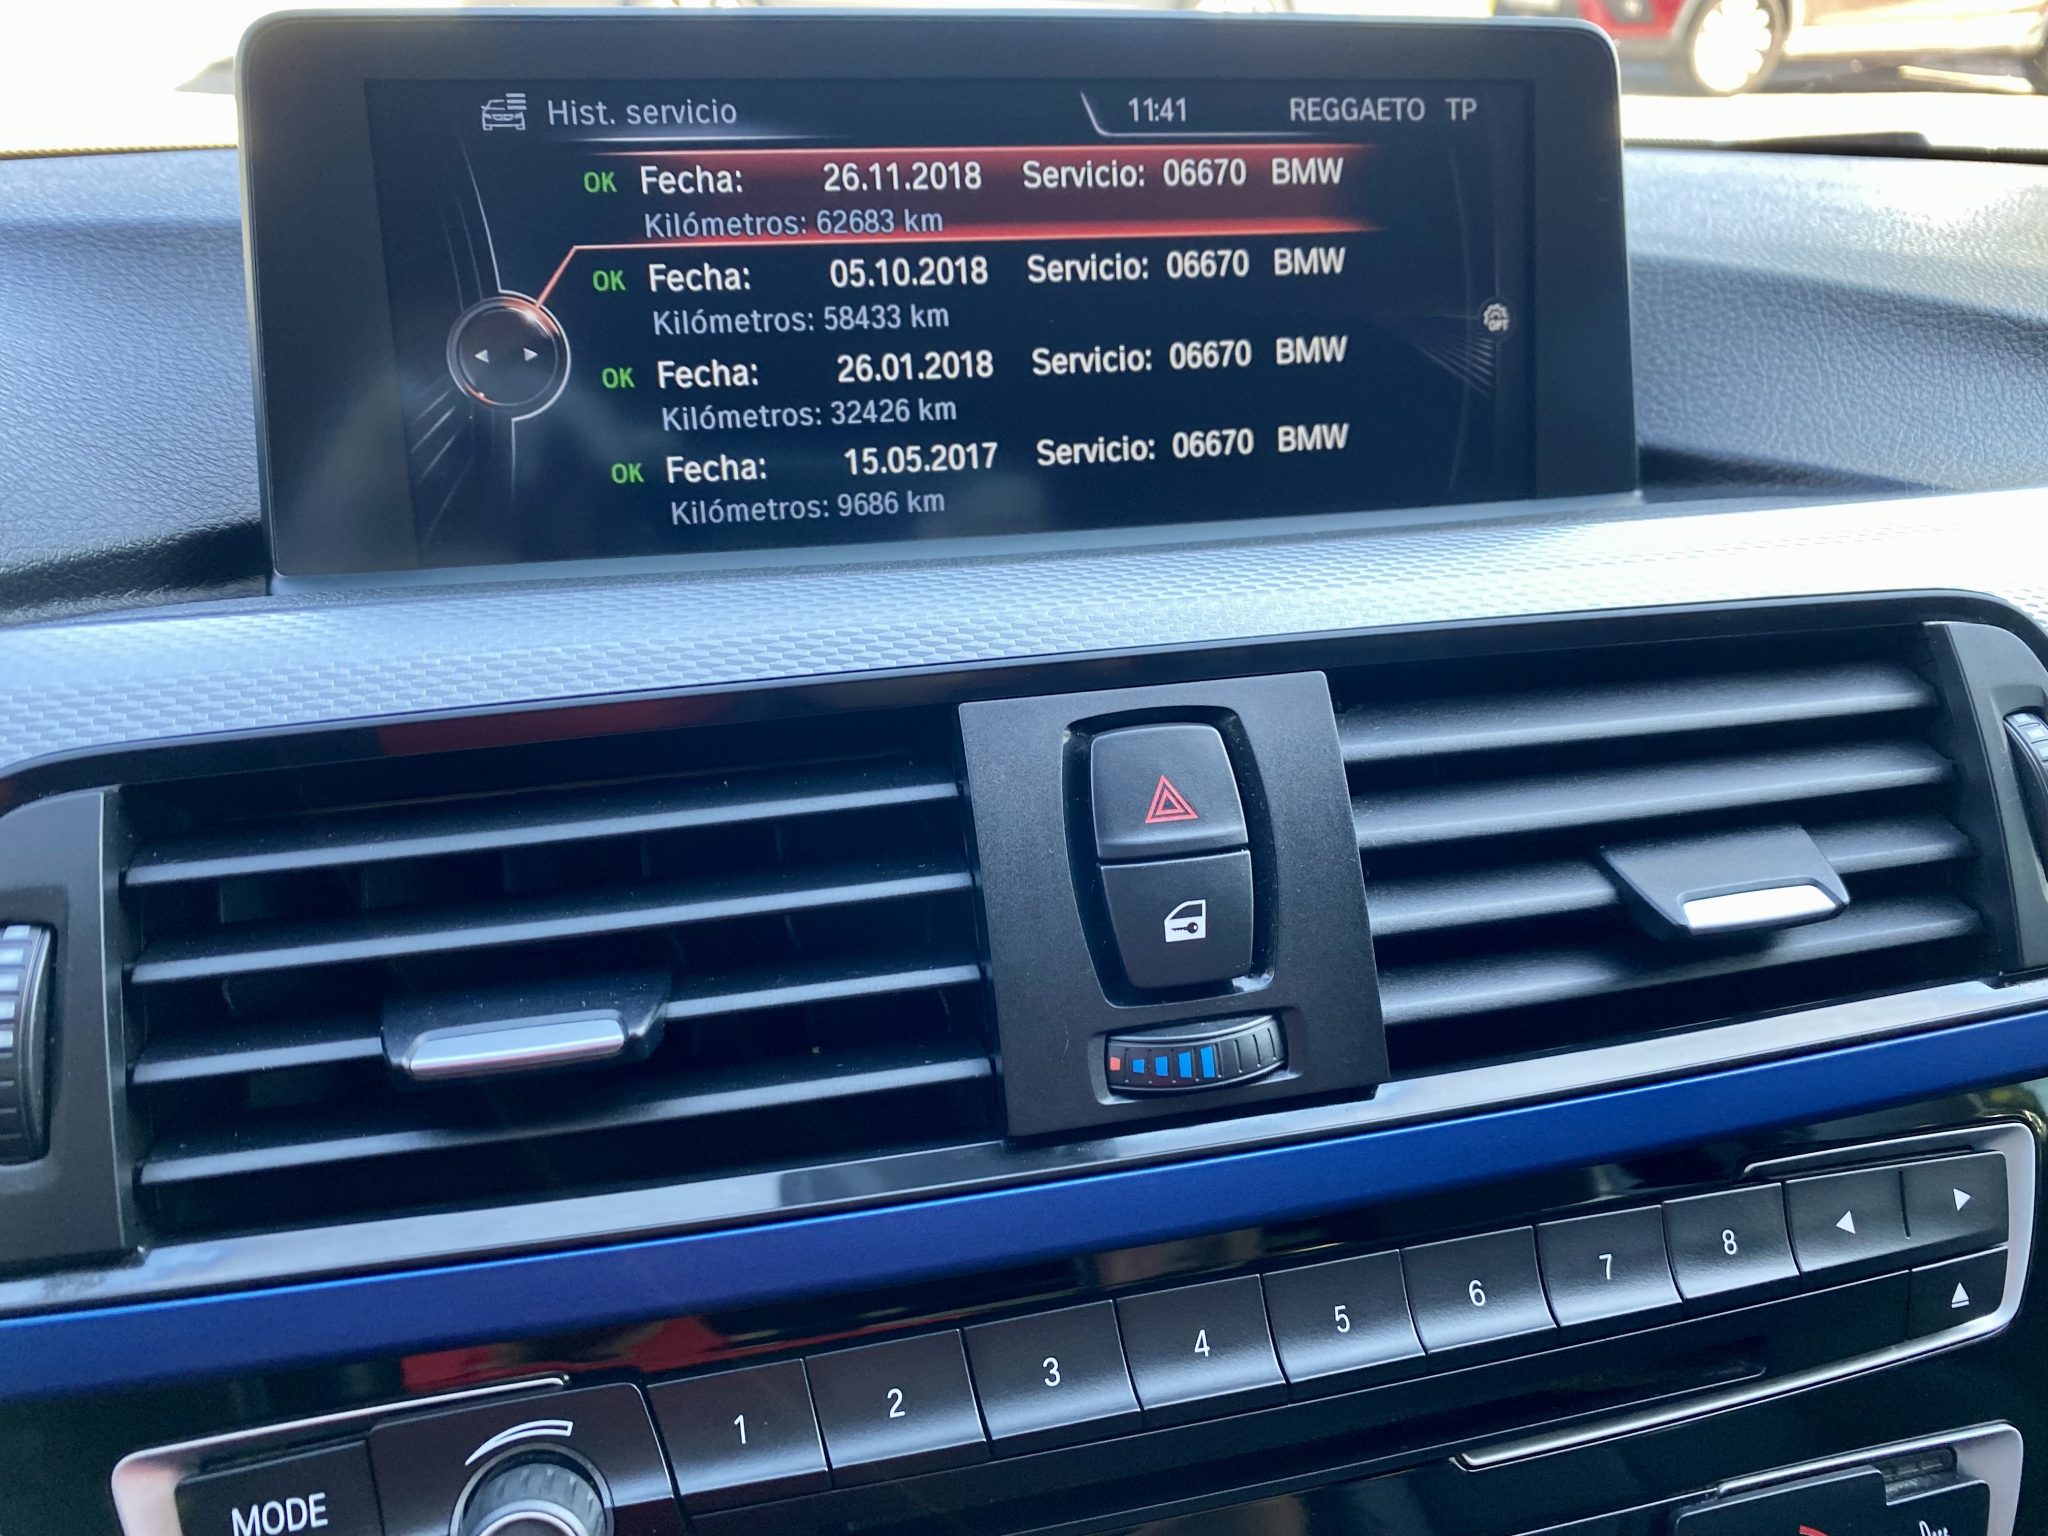 Hist. servicio 11:41 REGGAETO TP
OK Fecha: 26.11.2018 Servicio: 06670 BMW
Kilómetros: 62683 km
OK Fecha: 05.10.2018 Servicio: 06670 BMW
Kilómetros: 58433 km
OPT
OK Fecha: 26.01.2018 Servicio: 06670 BMW
Kilómetros: 32426 km
OK Fecha: 15.05.2017 Servicio: 06670 BMW
Kilómetros: 9686 km
1 2 3 4 5 6 7 8
MODE